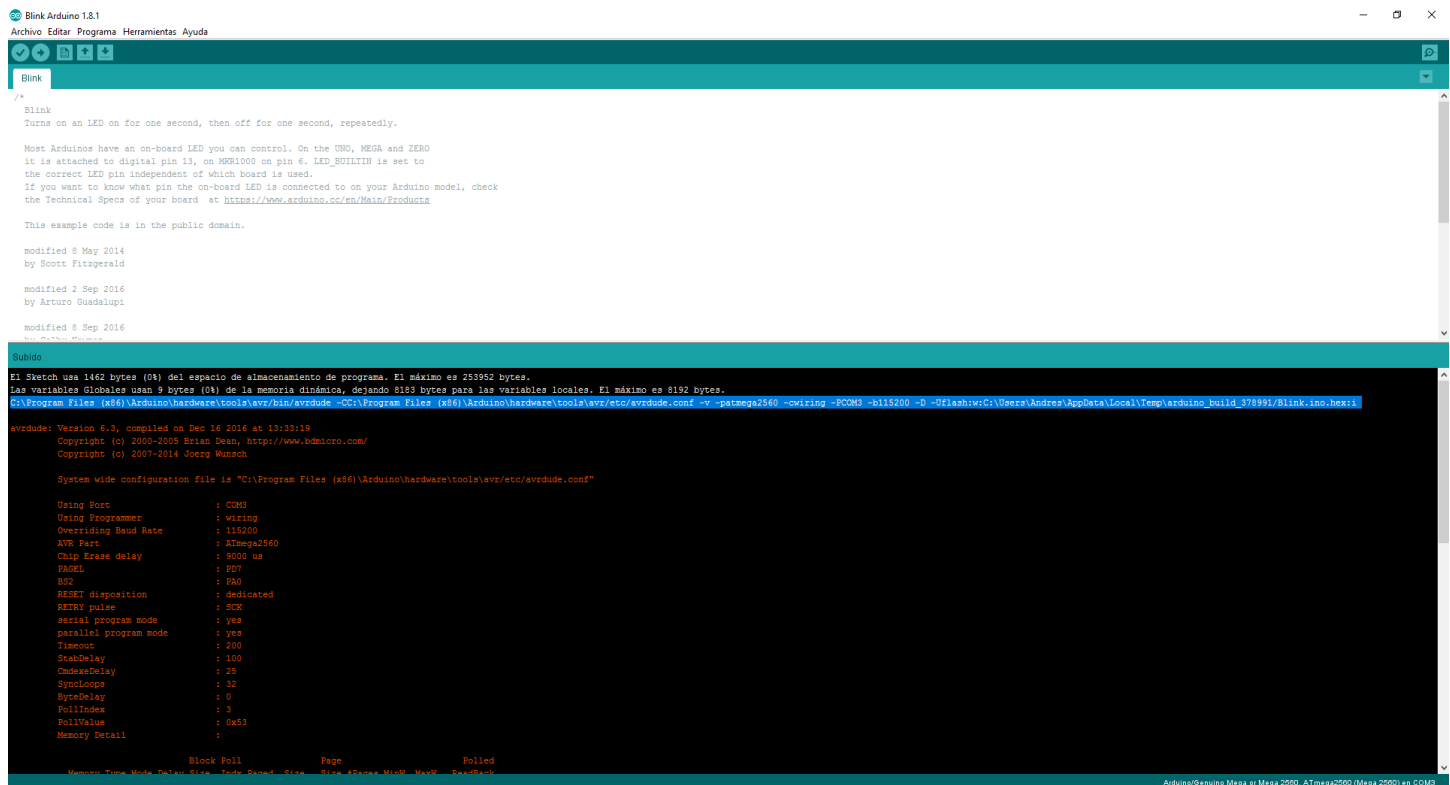 Blink Arduino 1.8.1
Archivo Editar Programa Herramientas Ayuda
Blink
/*
Blink
Turns on an LED on for one second, then off for one second, repeatedly.
Most Arduinos have an on-board LED you can control. On the UNO, MEGA and ZERO
it is attached to digital pin 13, on MKR1000 on pin 6. LED_BUILTIN is set to
the correct LED pin independent of which board is used.
If you want to know what pin the on-board LED is connected to on your Arduino model, check
the Technical Specs of your board at https://www.arduino.cc/en/Main/Products
This example code is in the public domain.
modified 8 May 2014
by Scott Fitzgerald
modified 2 Sep 2016
by Arturo Guadalupi
modified 8 Sep 2016
Subido
El Sketch usa 1462 bytes (0%) del espacio de almacenamiento de programa. El máximo es 253952 bytes.
Las variables Globales usan 9 bytes (0%) de la memoria dinámica, dejando 8183 bytes para las variables locales. El máximo es 8192 bytes.
C:\Program Files (x86)\Arduino\hardware\tools\avr/bin/avrdude -CC:\Program Files (x86)\Arduino\hardware\tools\avr/etc/avrdude.conf -v -patmega2560 -cwiring -PCOM3 -b115200 -D -Uflash:w:C:\Users\Andres\AppData\Local\Temp\arduino_build_378991/Blink.ino.hex:i
avrdude: Version 6.3, compiled on Dec 16 2016 at 13:33:19
Copyright (c) 2000-2005 Brian Dean, http://www.bdmicro.com/
Copyright (c) 2007-2014 Joerg Wunsch
System wide configuration file is "C:\Program Files (x86)\Arduino\hardware\tools\avr/etc/avrdude.conf"
Using Port : COM3
Using Programmer : wiring
Overriding Baud Rate : 115200
AVR Part : ATmega2560
Chip Erase delay : 9000 us
PAGEL : PD7
BS2 : PA0
RESET disposition : dedicated
RETRY pulse : SCK
serial program mode : yes
parallel program mode : yes
Timeout : 200
StabDelay : 100
CmdexeDelay : 25
SyncLoops : 32
ByteDelay : 0
PollIndex : 3
PollValue : 0x53
Memory Detail :
Block Poll Page Polled
Memory Type Mode Delay Size Indx Paged Size Size #Pages MinW MaxW ReadBack
Arduino/Genuino Mega or Mega 2560, ATmega2560 (Mega 2560) en COM3